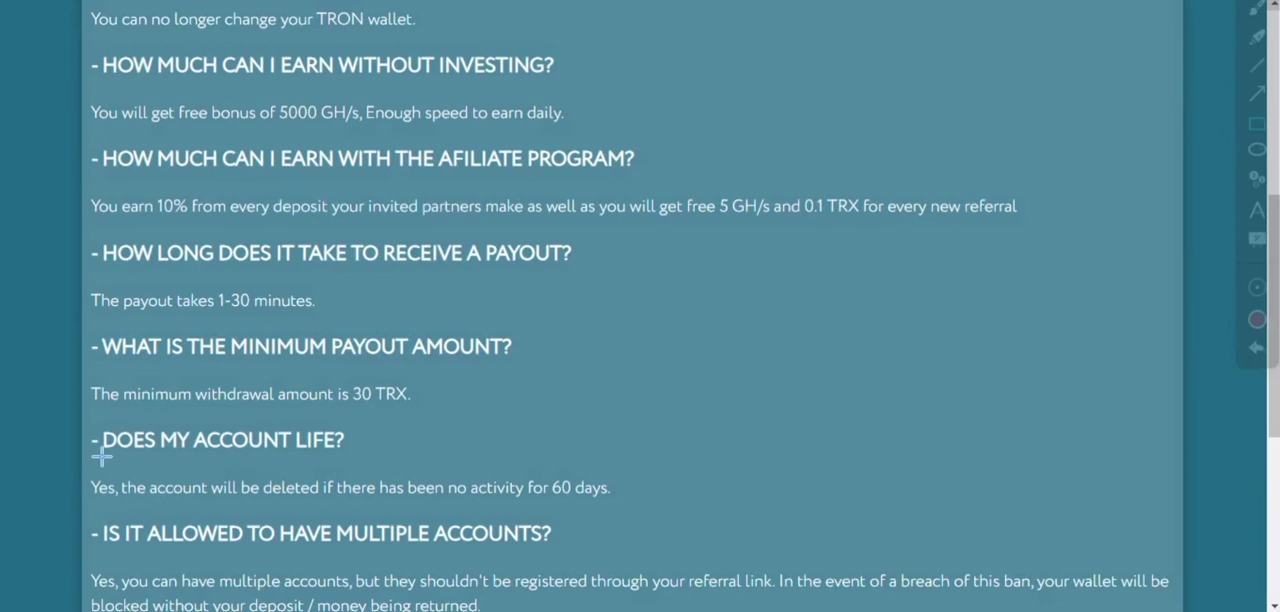 You can no longer change your TRON wallet.
- HOW MUCH CAN I EARN WITHOUT INVESTING?
You will get free bonus of 5000 GH/s, Enough speed to earn daily.
- HOW MUCH CAN I EARN WITH THE AFILIATE PROGRAM?
You earn 10% from every deposit your invited partners make as well as you will get free 5 GH/s and 0.1 TRX for every new referral
- HOW LONG DOES IT TAKE TO RECEIVE A PAYOUT?
The payout takes 1-30 minutes.
- WHAT IS THE MINIMUM PAYOUT AMOUNT?
The minimum withdrawal amount is 30 TRX.
- DOES MY ACCOUNT LIFE?
Yes, the account will be deleted if there has been no activity for 60 days.
- IS IT ALLOWED TO HAVE MULTIPLE ACCOUNTS?
Yes, you can have multiple accounts, but they shouldn't be registered through your referral link. In the event of a breach of this ban, your wallet will be
blocked without your deposit / money being returned.